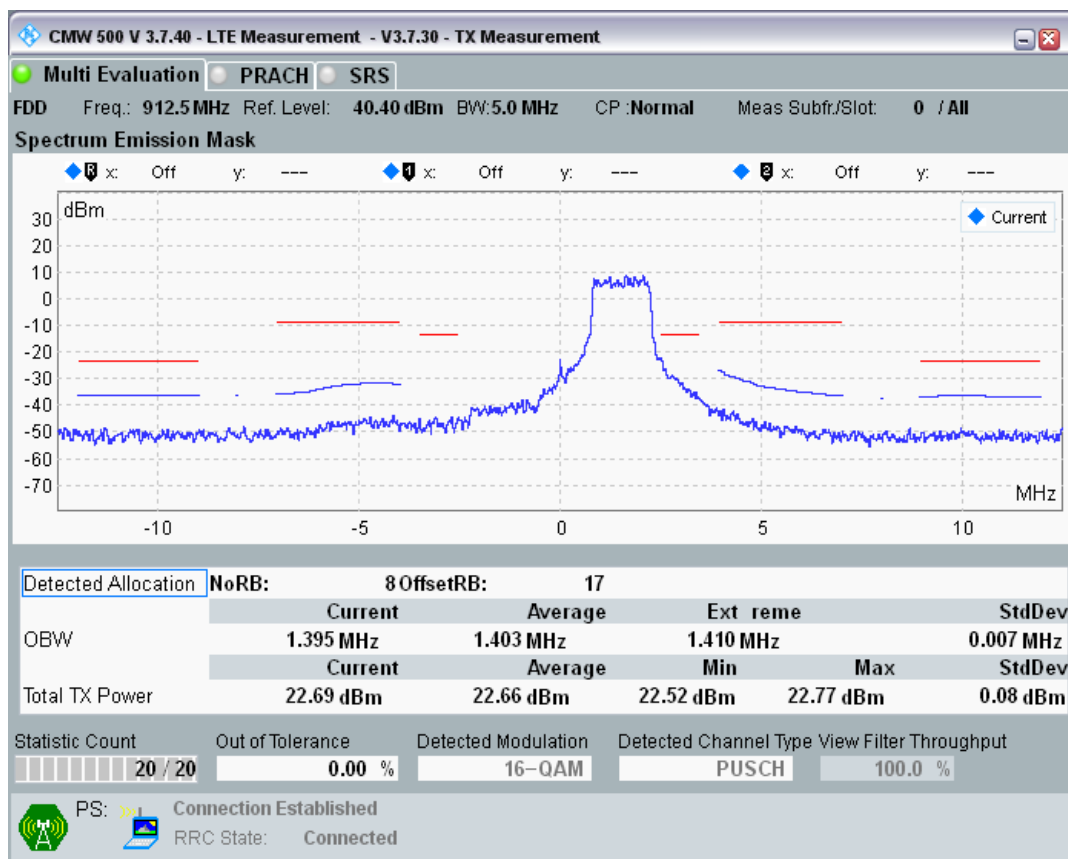 CMW 500 V 3.7.40 - LTE Measurement - V3.7.30 - TX Measurement
Multi Evaluation PRACH SRS
FDD Freq.: 912.5 MHz Ref. Level: 40.40 dBm BW:5.0 MHz CP :Normal Meas Subfr./Slot: 0 / All
Spectrum Emission Mask
R x: Off y: --- 1 x: Off y: --- 2 x: Off y: ---
dBm
Current
30
20
10
0
-10
-20
-30
-40
-50
-60
-70
MHz
-10 -5 0 5 10
Detected Allocation NoRB: 8 OffsetRB: 17
Current Average Ext reme StdDev
OBW 1.395 MHz 1.403 MHz 1.410 MHz 0.007 MHz
Current Average Min Max StdDev
Total TX Power 22.69 dBm 22.66 dBm 22.52 dBm 22.77 dBm 0.08 dBm
Statistic Count Out of Tolerance Detected Modulation Detected Channel Type View Filter Throughput
20 / 20 0.00 % 16-QAM PUSCH 100.0 %
PS: Connection Established
RRC State: Connected